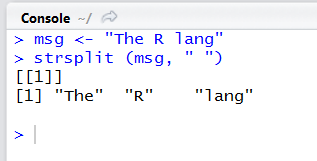 Console ~/
> msg <- "The R lang"
> strsplit (msg, " ")
[[1]]
[1] "The"  "R"    "lang"
>